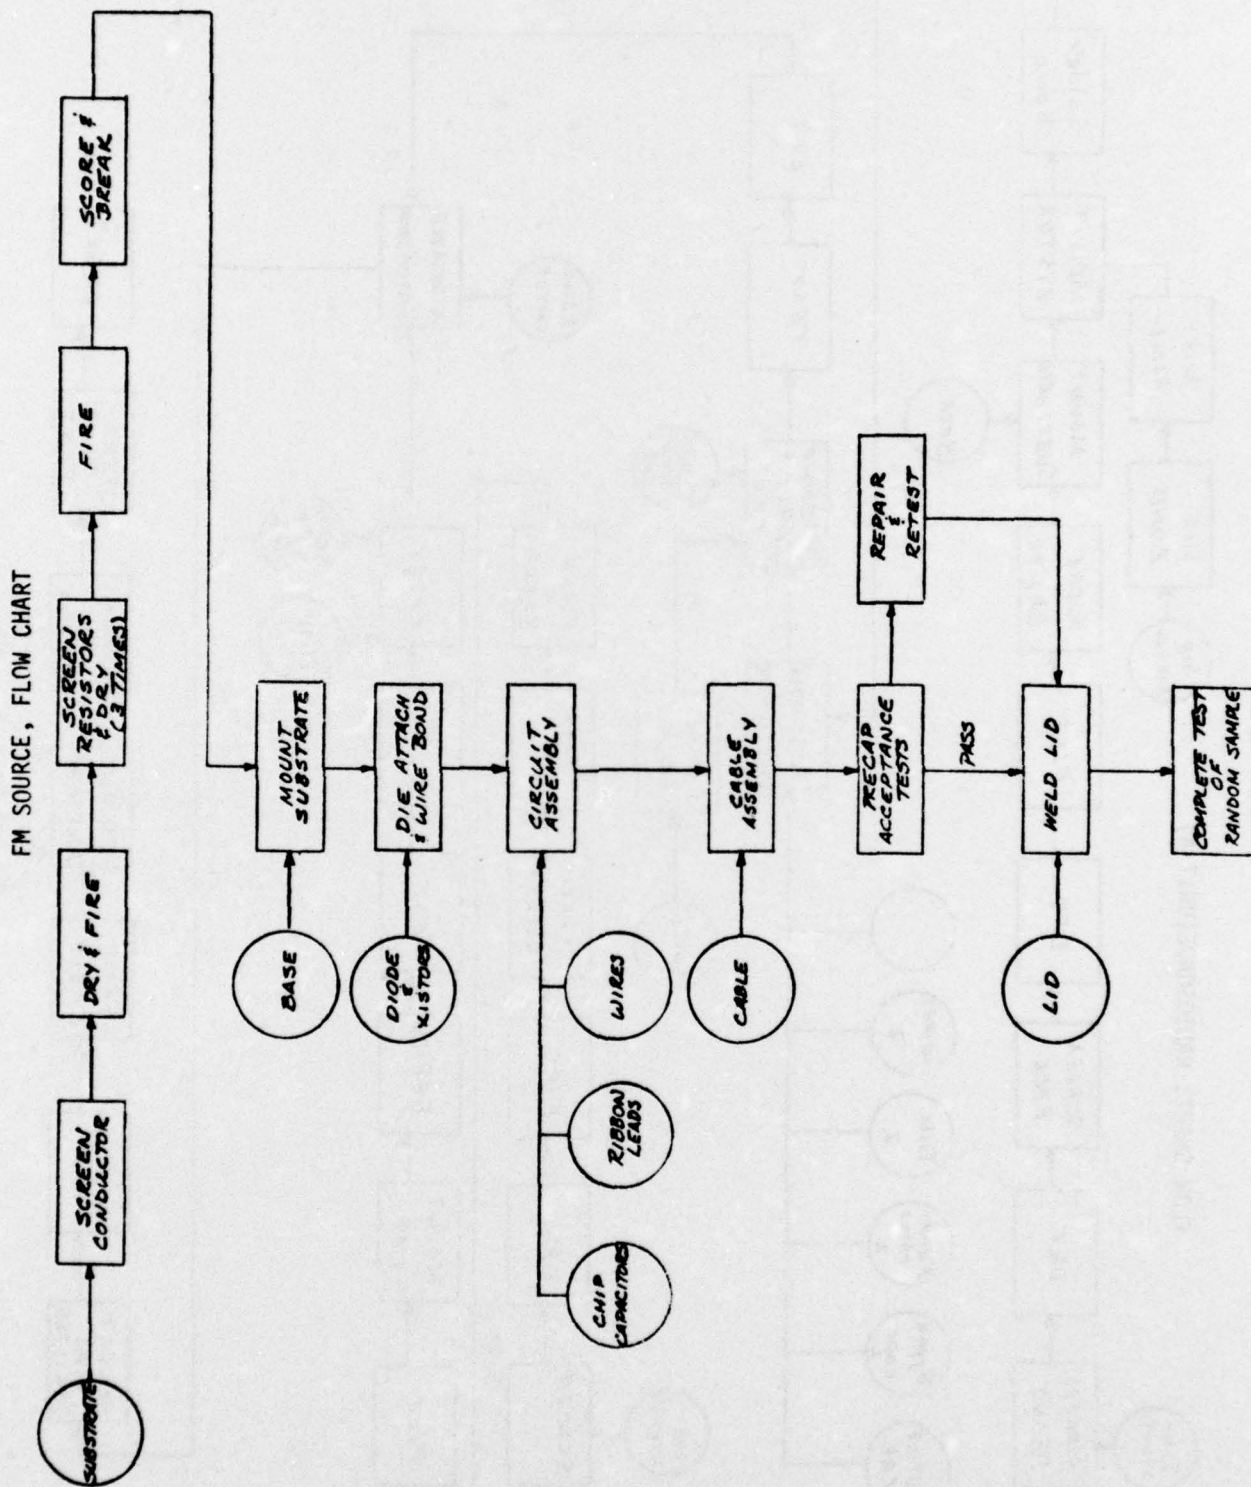 FM SOURCE, FLOW CHART
SUBSTRATE
SCREEN
CONDUCTOR
DRY & FIRE
SCREEN
RESISTORS
& DRY
(3 TIMES)
FIRE
SCORE &
BREAK
BASE
MOUNT
SUBSTRATE
DIODE
&
XISTORS
DIE ATTACH
& WIRE BOND
CHIP
CAPACITORS
RIBBON
LEADS
WIRES
CIRCUIT
ASSEMBLY
CABLE
CABLE
ASSEMBLY
PRECAP
ACCEPTANCE
TESTS
REPAIR
&
RETEST
PASS
LID
WELD LID
COMPLETE TEST
OF
RANDOM SAMPLE